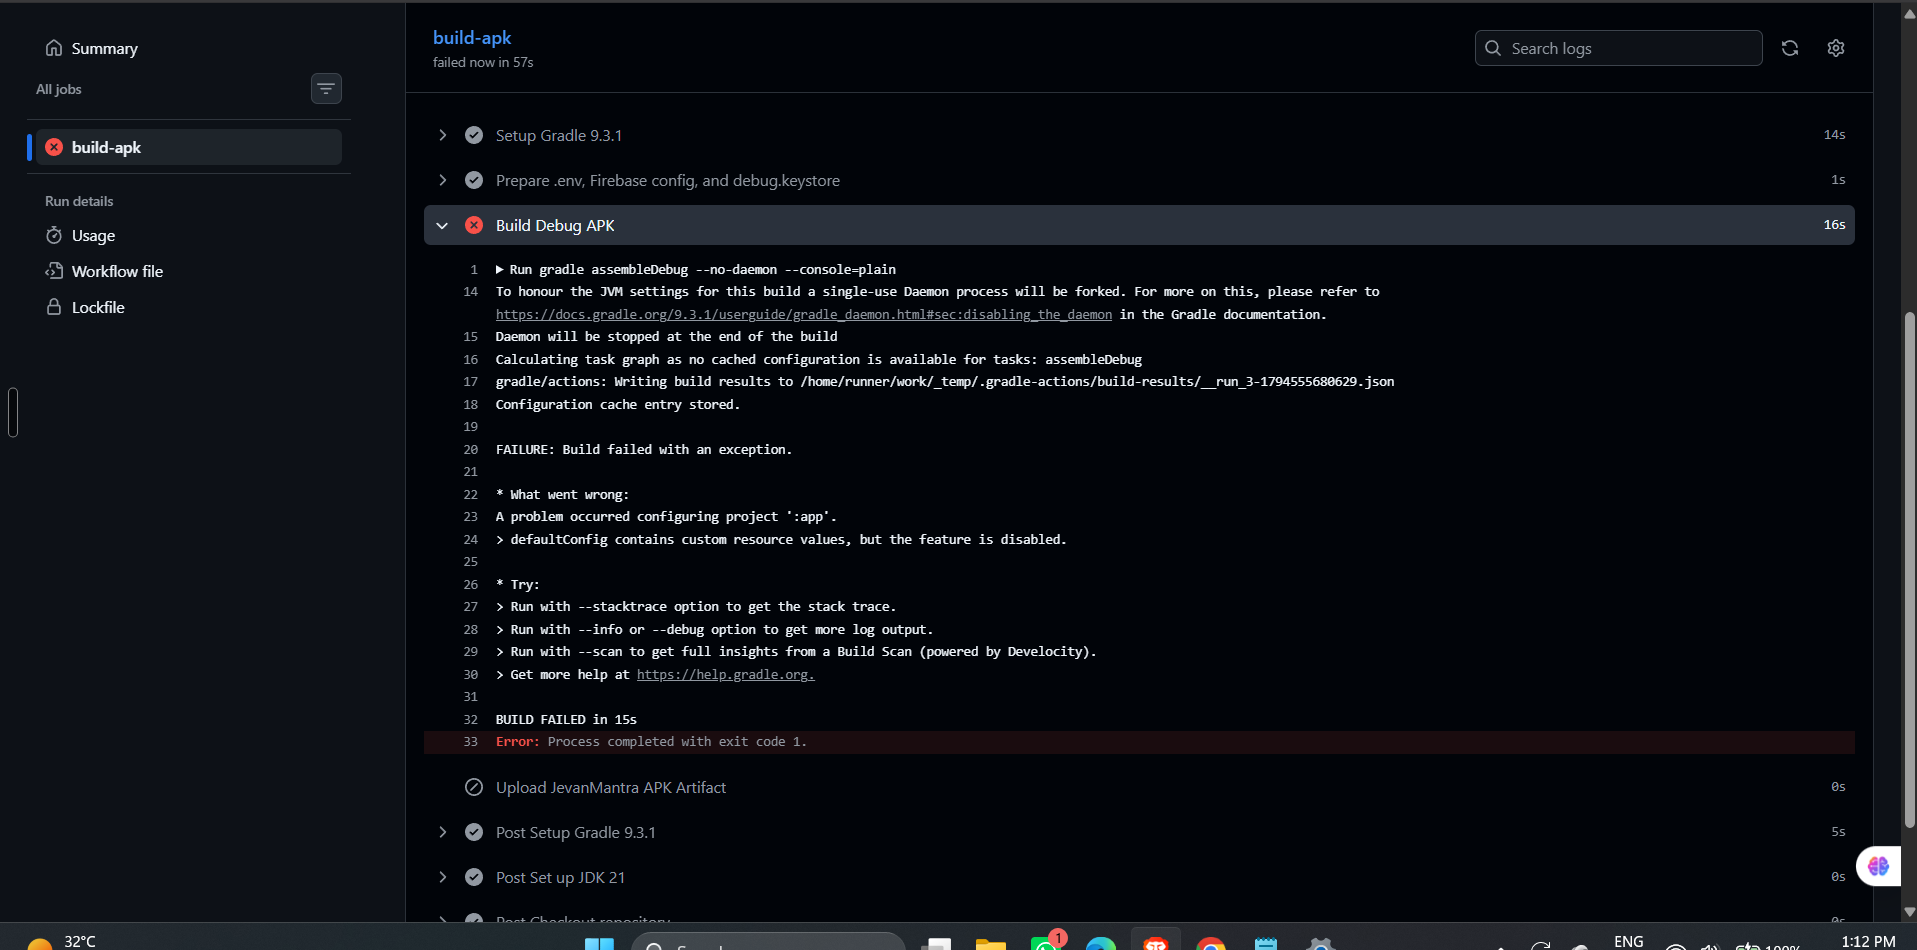 Summary
All jobs
build-apk
Run details
Usage
Workflow file
Lockfile
build-apk
failed now in 57s
Search logs
Setup Gradle 9.3.1 14s
Prepare .env, Firebase config, and debug.keystore 1s
Build Debug APK 16s
1 Run gradle assembleDebug --no-daemon --console=plain
14 To honour the JVM settings for this build a single-use Daemon process will be forked. For more on this, please refer to
https://docs.gradle.org/9.3.1/userguide/gradle_daemon.html#sec:disabling_the_daemon in the Gradle documentation.
15 Daemon will be stopped at the end of the build
16 Calculating task graph as no cached configuration is available for tasks: assembleDebug
17 gradle/actions: Writing build results to /home/runner/work/_temp/.gradle-actions/build-results/__run_3-1794555680629.json
18 Configuration cache entry stored.
19
20 FAILURE: Build failed with an exception.
21
22 * What went wrong:
23 A problem occurred configuring project ':app'.
24 > defaultConfig contains custom resource values, but the feature is disabled.
25
26 * Try:
27 > Run with --stacktrace option to get the stack trace.
28 > Run with --info or --debug option to get more log output.
29 > Run with --scan to get full insights from a Build Scan (powered by Develocity).
30 > Get more help at https://help.gradle.org.
31
32 BUILD FAILED in 15s
33 Error: Process completed with exit code 1.
Upload JevanMantra APK Artifact 0s
Post Setup Gradle 9.3.1 5s
Post Set up JDK 21 0s
Post Checkout repository 0s
32°C
1
ENG
100%
1:12 PM